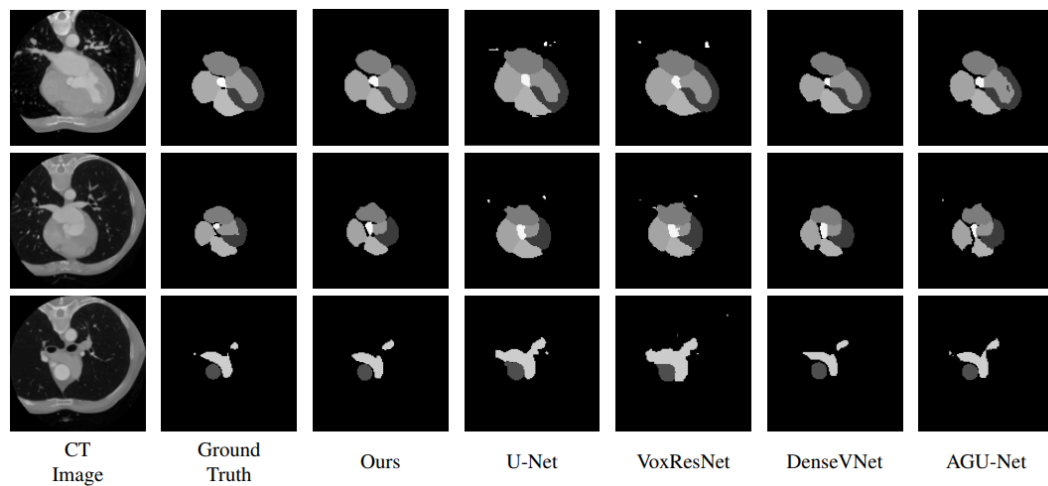 CT
Image
Ground
Truth
Ours
U-Net
VoxResNet
DenseVNet
AGU-Net